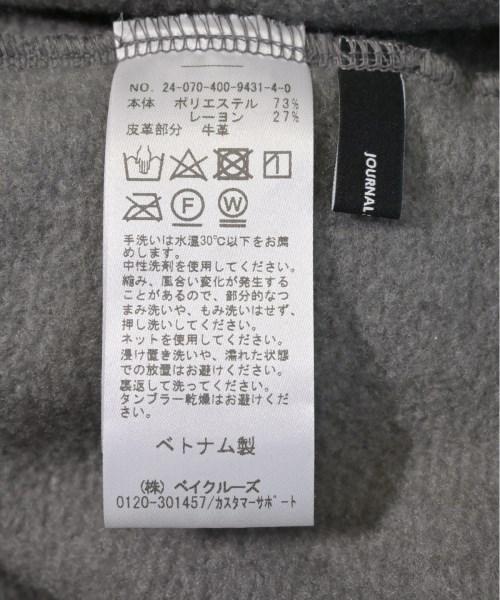 NO. 24-070-400-9431-4-0
本体 ポリエステル 73%
レーヨン 27%
皮革部分 牛革
F W
手洗いは水温30℃以下をお薦
めします。
中性洗剤を使用してください。
縮み、風合い変化が発生する
ことがあるので、部分的なつ
まみ洗いや、もみ洗いはせず、
押し洗いしてください。
ネットを使用してください。
浸け置き洗いや、濡れた状態
での放置はお避けください。
裏返して洗ってください。
タンブラー乾燥はお避けくださ
い。
ベトナム製
(株) ベイクルーズ
0120-301457/カスタマーサポート
JOURNAL